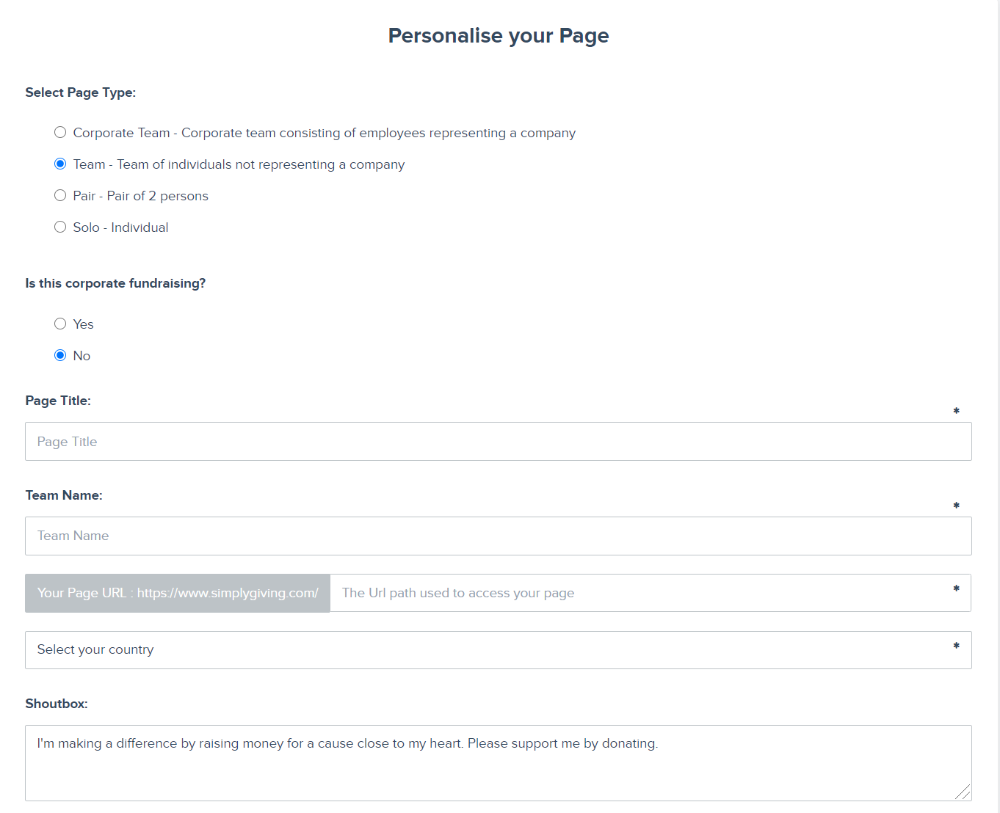 Personalise your Page
Select Page Type:
Corporate Team - Corporate team consisting of employees representing a company
Team - Team of individuals not representing a company
Pair - Pair of 2 persons
Solo - Individual
Is this corporate fundraising?
Yes
No
Page Title:
*
Page Title
Team Name:
*
Team Name
Your Page URL : https://www.simplygiving.com/ The Url path used to access your page *
Select your country *
Shoutbox:
I'm making a difference by raising money for a cause close to my heart. Please support me by donating.